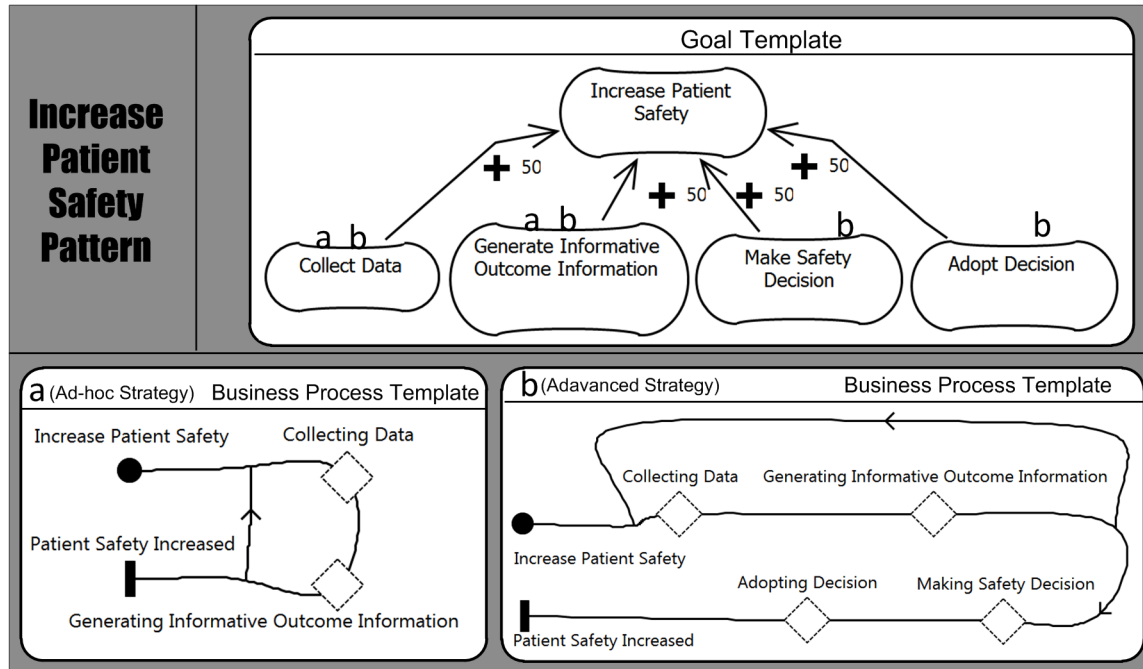 Increase
Patient
Safety
Pattern
Goal Template
Increase Patient
Safety
+ 50
+ 50
+ 50
+ 50
a b
Collect Data
a b
Generate Informative
Outcome Information
b
Make Safety
Decision
b
Adopt Decision
a (Ad-hoc Strategy) Business Process Template
Increase Patient Safety
Collecting Data
Patient Safety Increased
Generating Informative Outcome Information
b (Adavanced Strategy) Business Process Template
Collecting Data
Generating Informative Outcome Information
Increase Patient Safety
Adopting Decision
Making Safety Decision
Patient Safety Increased